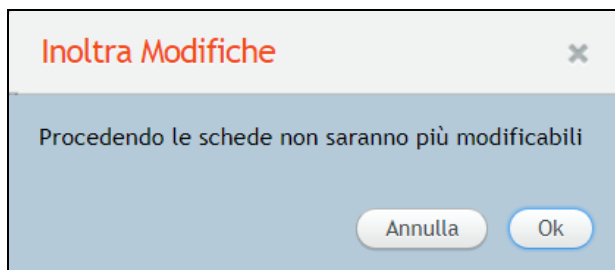 Inoltra Modifiche
Procedendo le schede non saranno più modificabili
Annulla Ok